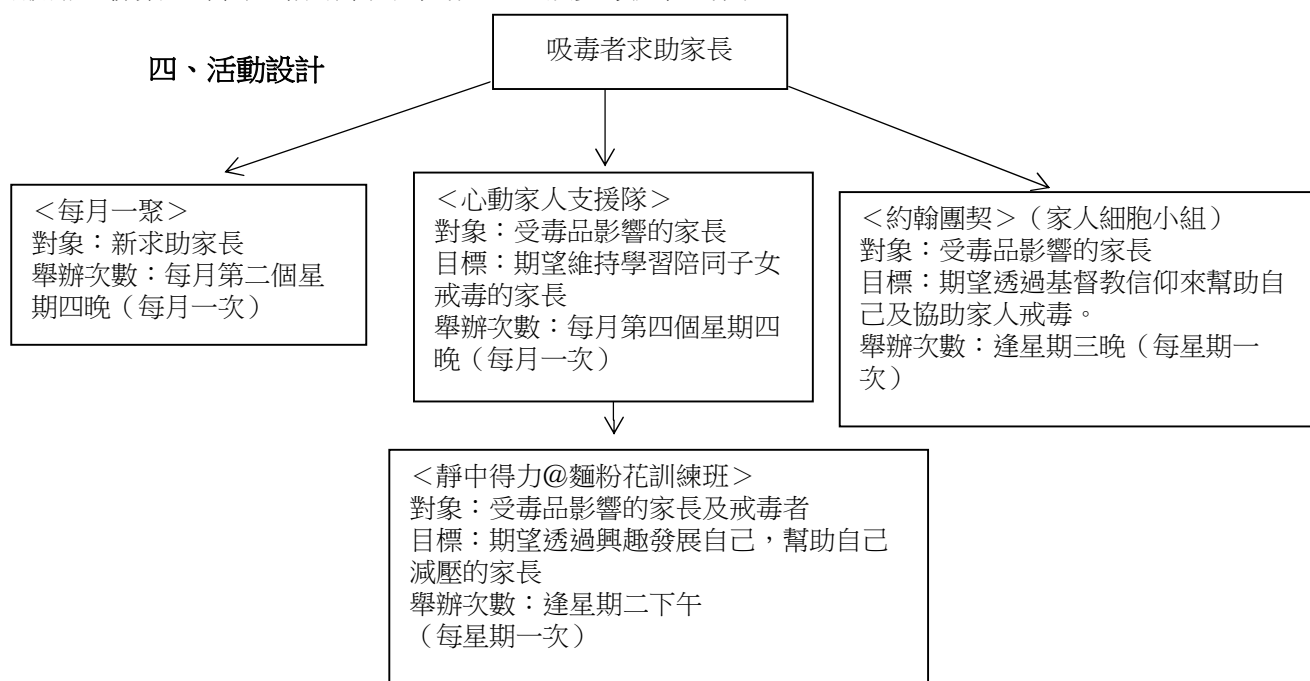 吸毒者求助家長
四、活動設計
＜每月一聚＞
對象：新求助家長
舉辦次數：每月第二個星
期四晚（每月一次）
＜心動家人支援隊＞
對象：受毒品影響的家長
目標：期望維持學習陪同子女
戒毒的家長
舉辦次數：每月第四個星期四
晚（每月一次）
＜約翰團契＞（家人細胞小組）
對象：受毒品影響的家長
目標：期望透過基督教信仰來幫助自
己及協助家人戒毒。
舉辦次數：逢星期三晚（每星期一
次）
＜靜中得力@麵粉花訓練班＞
對象：受毒品影響的家長及戒毒者
目標：期望透過興趣發展自己，幫助自己
減壓的家長
舉辦次數：逢星期二下午
（每星期一次）